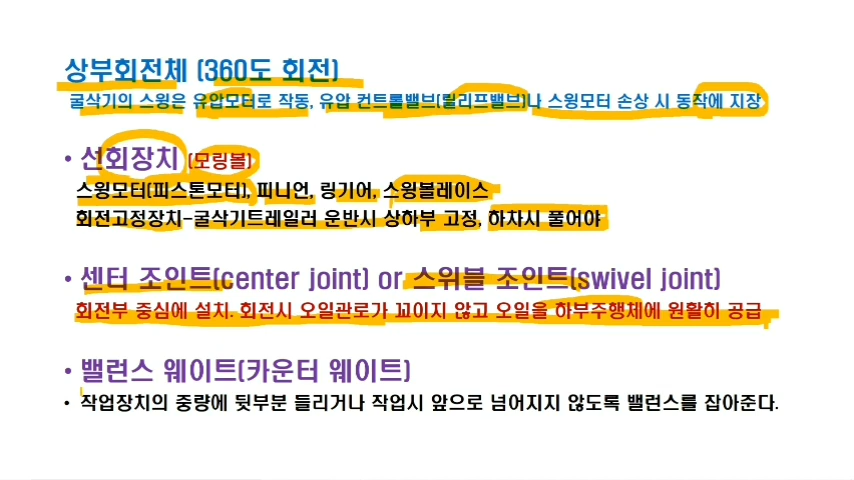 상부회전체 (360도 회전)
굴삭기의 스윙은 유압모터로 작동, 유압 컨트롤밸브(릴리프밸브)나 스윙모터 손상 시 동작에 지장
• 선회장치 (모링볼)
스윙모터(피스톤모터), 피니언, 링기어, 스윙볼레이스
회전고정장치-굴삭기트레일러 운반시 상하부 고정, 하차시 풀어야
• 센터 조인트(center joint) or 스위블 조인트(swivel joint)
회전부 중심에 설치. 회전시 오일관로가 꼬이지 않고 오일을 하부주행체에 원활히 공급
• 밸런스 웨이트(카운터 웨이트)
• 작업장치의 중량에 뒷부분 들리거나 작업시 앞으로 넘어지지 않도록 밸런스를 잡아준다.